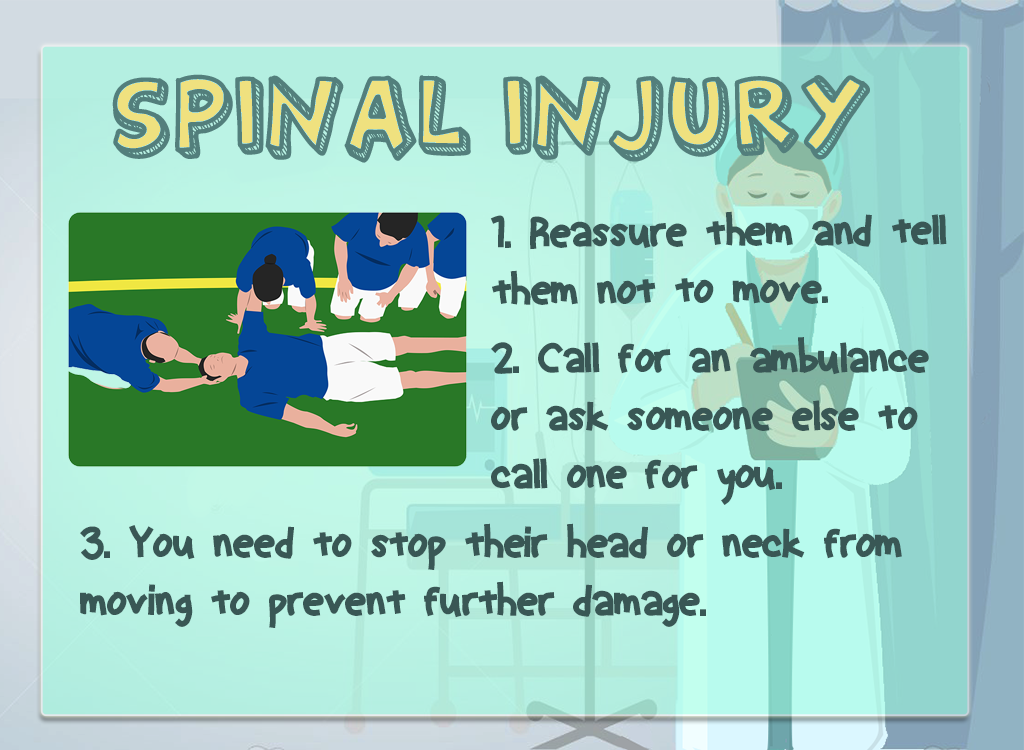 SPINAL INJURY
1. Reassure them and tell
them not to move.
2. Call for an ambulance
or ask someone else to
call one for you.
3. You need to stop their head or neck from
moving to prevent further damage.